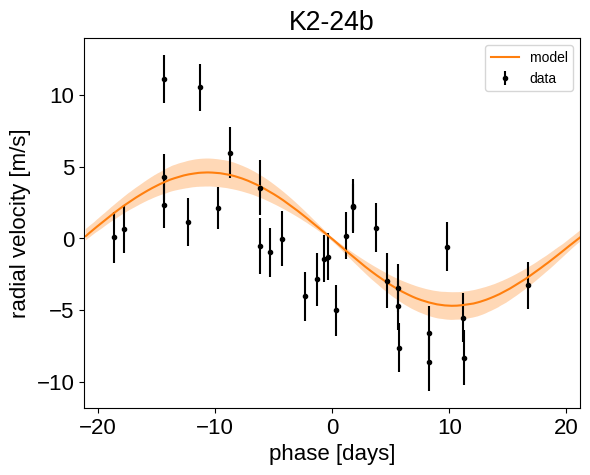 K2-24b
model
data
10
5
0
−5
−10
radial velocity [m/s]
−20
−10
0
10
20
phase [days]